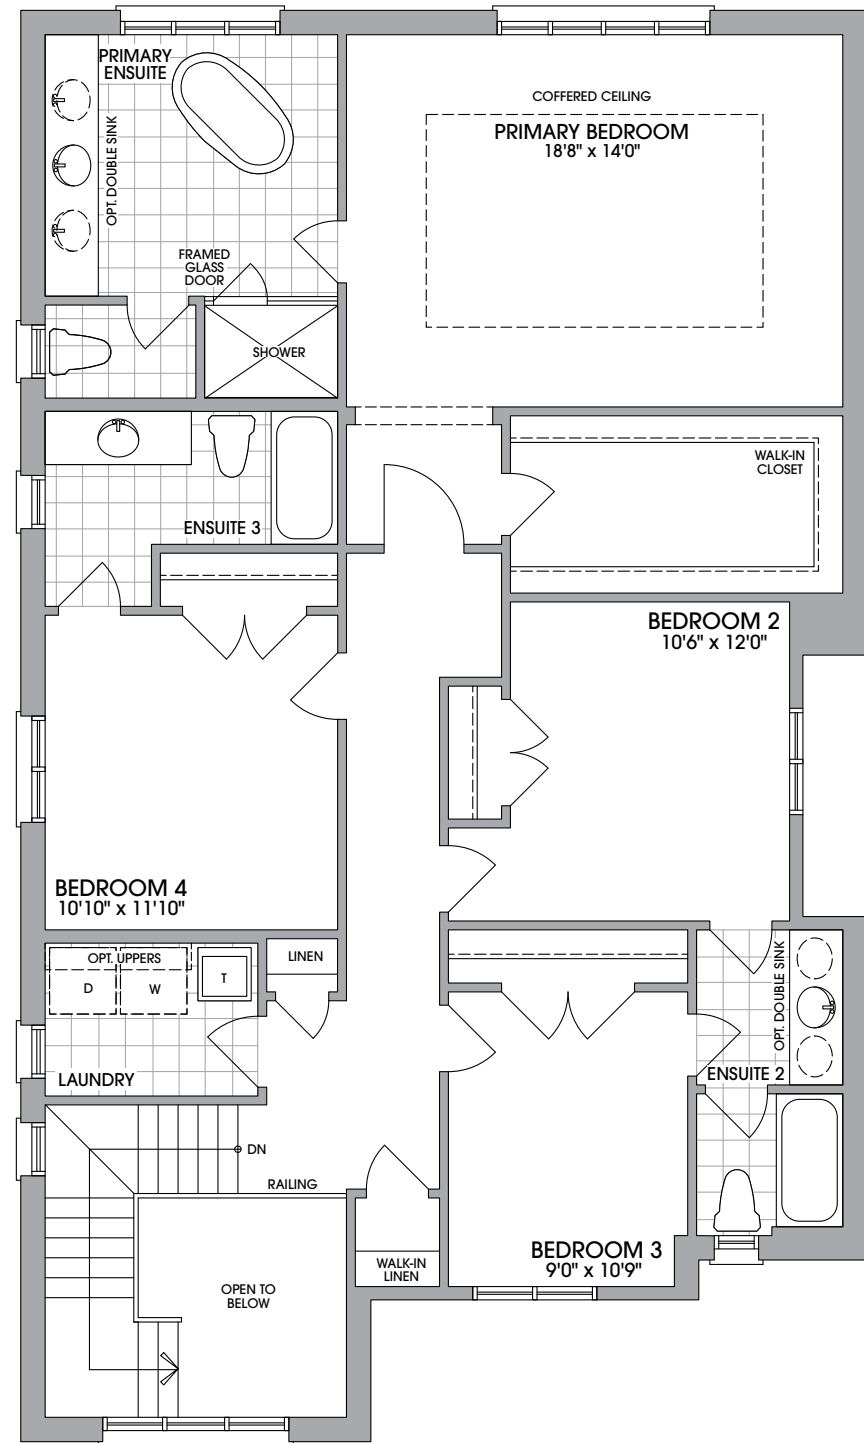 PRIMARY
ENSUITE
OPT. DOUBLE SINK
FRAMED
GLASS
DOOR
SHOWER
COFFERED CEILING
PRIMARY BEDROOM
18'8" x 14'0"
WALK-IN
CLOSET
ENSUITE 3
BEDROOM 2
10'6" x 12'0"
BEDROOM 4
10'10" x 11'10"
OPT. UPPERS
D
W
T
LINEN
LAUNDRY
OPT. DOUBLE SINK
ENSUITE 2
DN
RAILING
OPEN TO
BELOW
WALK-IN
LINEN
BEDROOM 3
9'0" x 10'9"